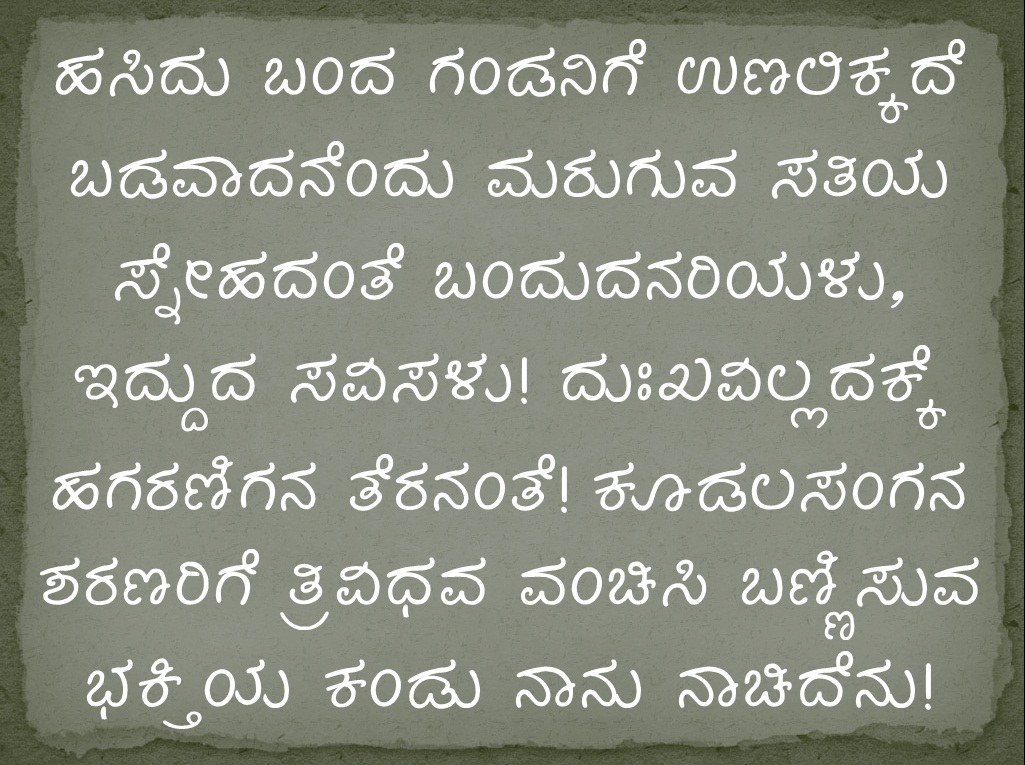 ಹಸಿದು ಬಂದ ಗಂಡನಿಗೆ ಉಣಲಿಕ್ಕದೆ
ಬಡವಾದನೆಂದು ಮರುಗುವ ಸತಿಯ
ಸ್ನೇಹದಂತೆ ಬಂದುದನರಿಯಳು,
ಇದ್ದುದ ಸವಿಸಳು! ದುಃಖವಿಲ್ಲದಕ್ಕೆ
ಹಗರಣಿಗನ ತೆರನಂತೆ! ಕೂಡಲಸಂಗನ
ಶರಣರಿಗೆ ತ್ರಿವಿಧವ ವಂಚಿಸಿ ಬಣ್ಣಿಸುವ
ಭಕ್ತಿಯ ಕಂಡು ನಾನು ನಾಚಿದೆನು!